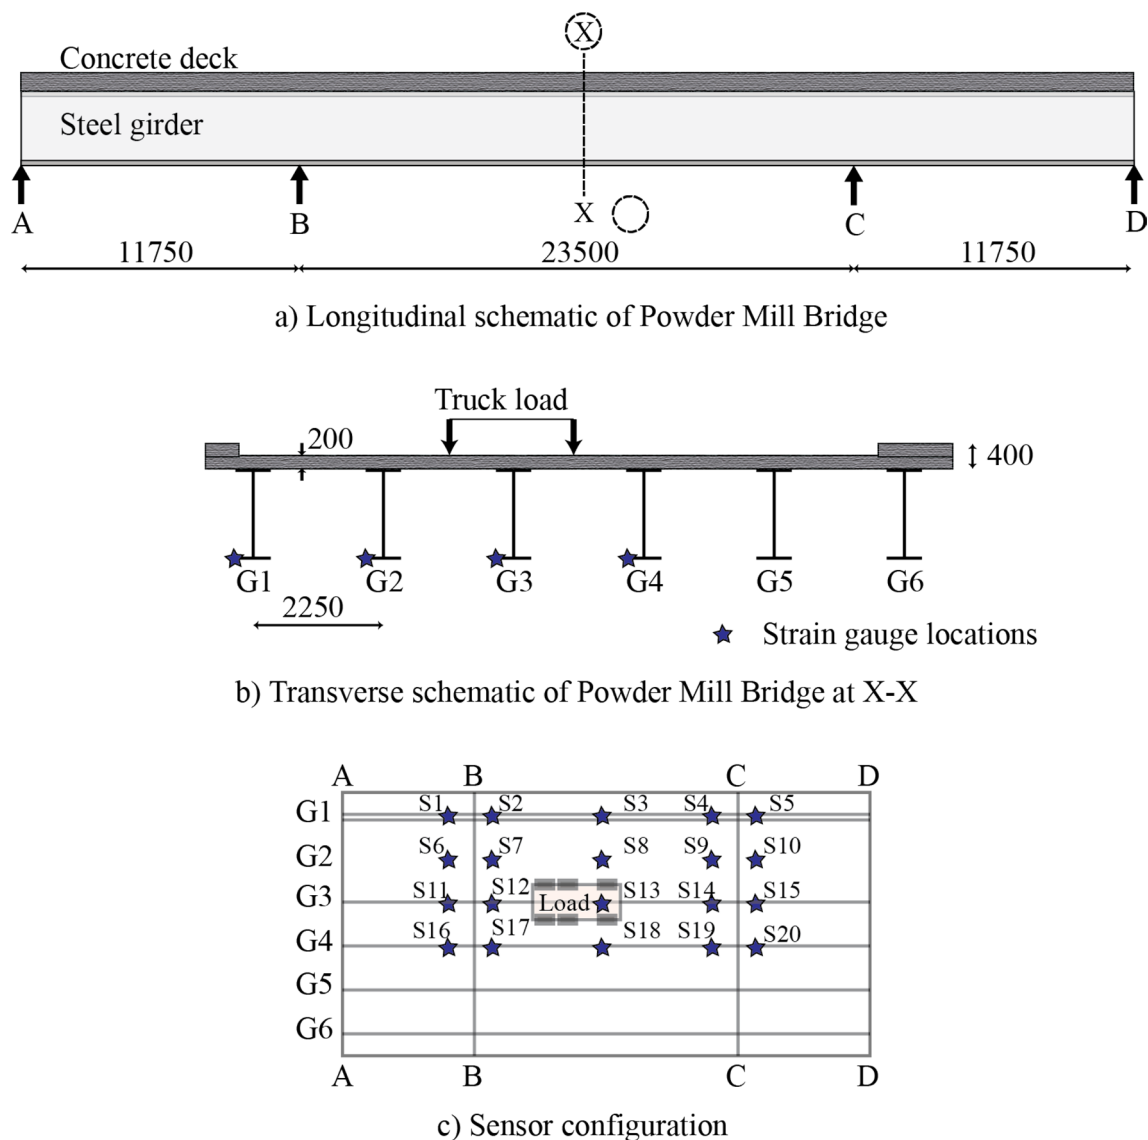 X
Concrete deck
Steel girder
A B X C D
11750 23500 11750
a) Longitudinal schematic of Powder Mill Bridge
Truck load
200
400
G1 G2 G3 G4 G5 G6
2250
Strain gauge locations
b) Transverse schematic of Powder Mill Bridge at X-X
A B C D
G1 S1 S2 S3 S4 S5
G2 S6 S7 S8 S9 S10
G3 S11 S12 Load S13 S14 S15
G4 S16 S17 S18 S19 S20
G5
G6
A B C D
c) Sensor configuration